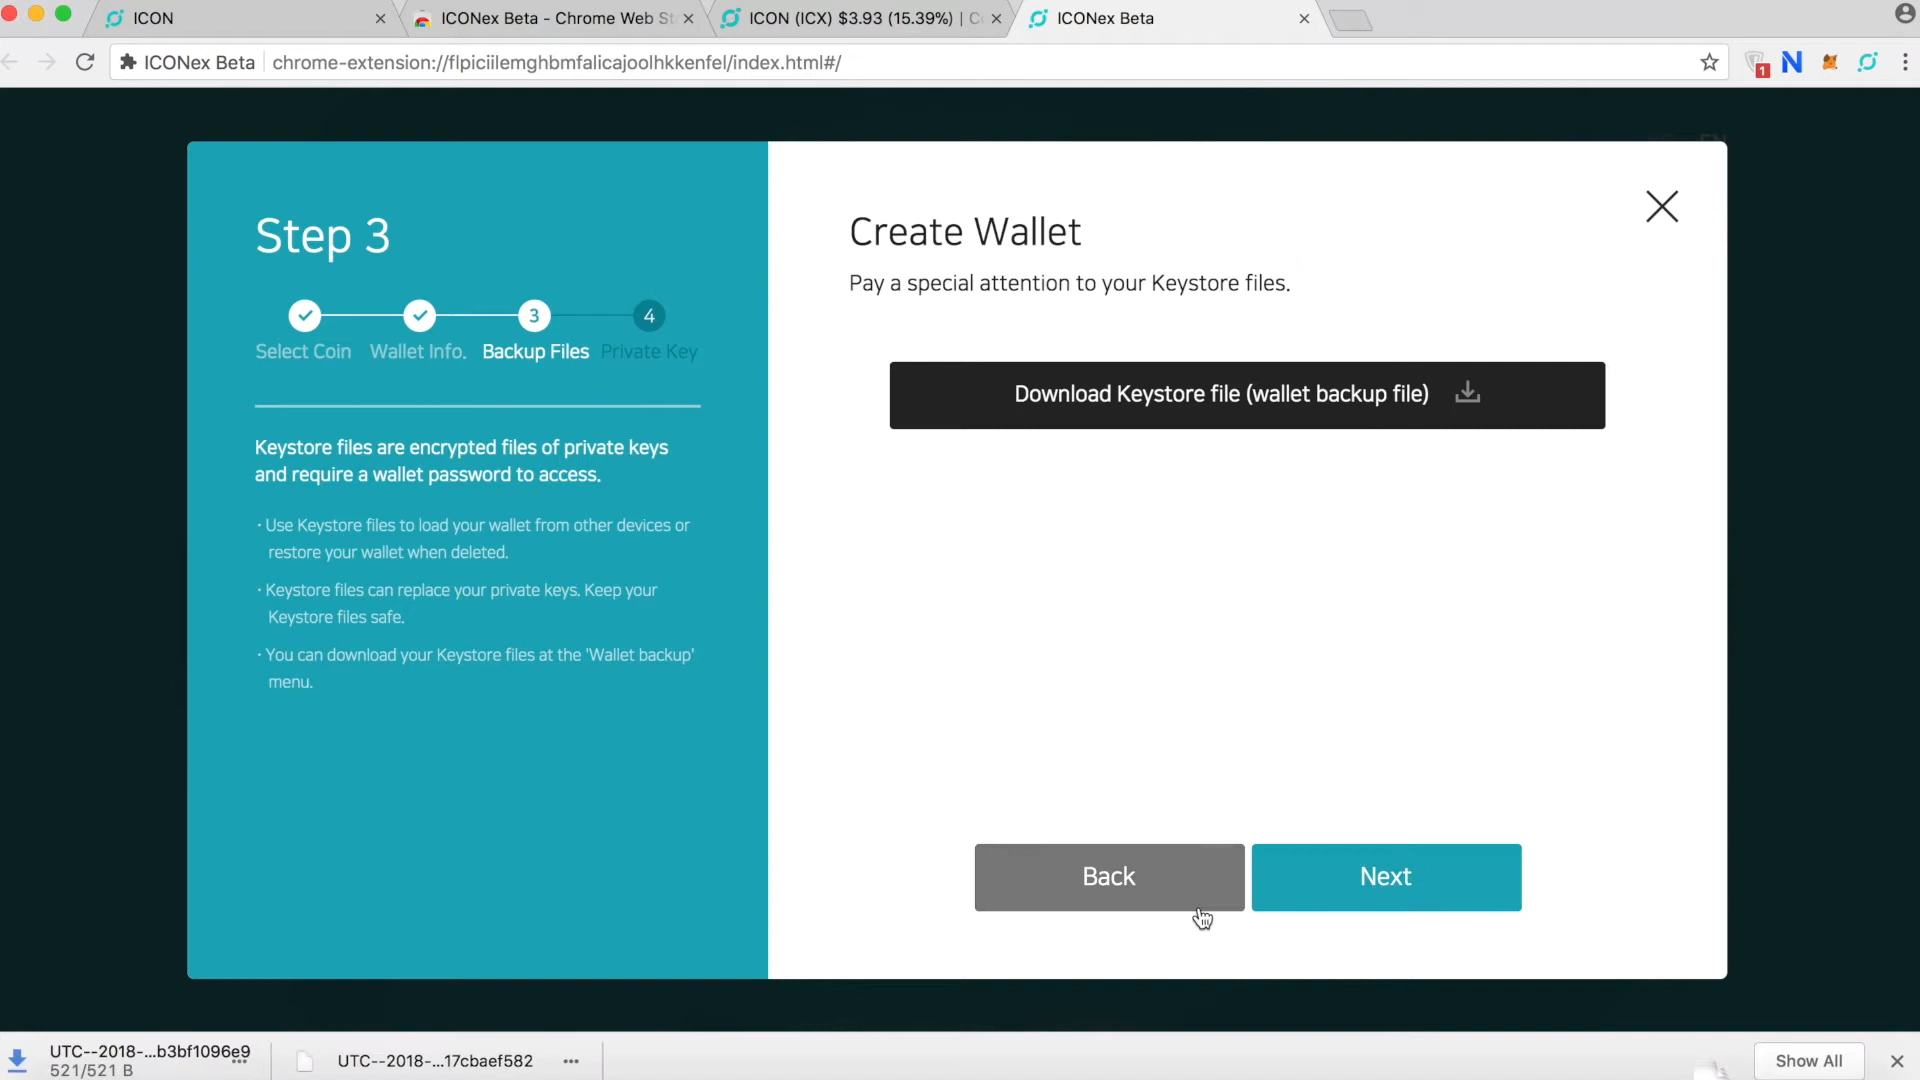 ICON
ICONex Beta - Chrome Web St
ICON (ICX) $3.93 (15.39%) | C
ICONex Beta
ICONex Beta
chrome-extension://flpiciilemghbmfalicajoolhkkenfel/index.html#/
1
EN
Step 3
3
4
Select Coin
Wallet Info.
Backup Files
Private Key
Keystore files are encrypted files of private keys
and require a wallet password to access.
· Use Keystore files to load your wallet from other devices or
restore your wallet when deleted.
· Keystore files can replace your private keys. Keep your
Keystore files safe.
· You can download your Keystore files at the 'Wallet backup'
menu.
Create Wallet
Pay a special attention to your Keystore files.
Download Keystore file (wallet backup file)
Back
Next
UTC--2018-...b3bf1096e9
521/521 B
UTC--2018-...17cbaef582
Show All